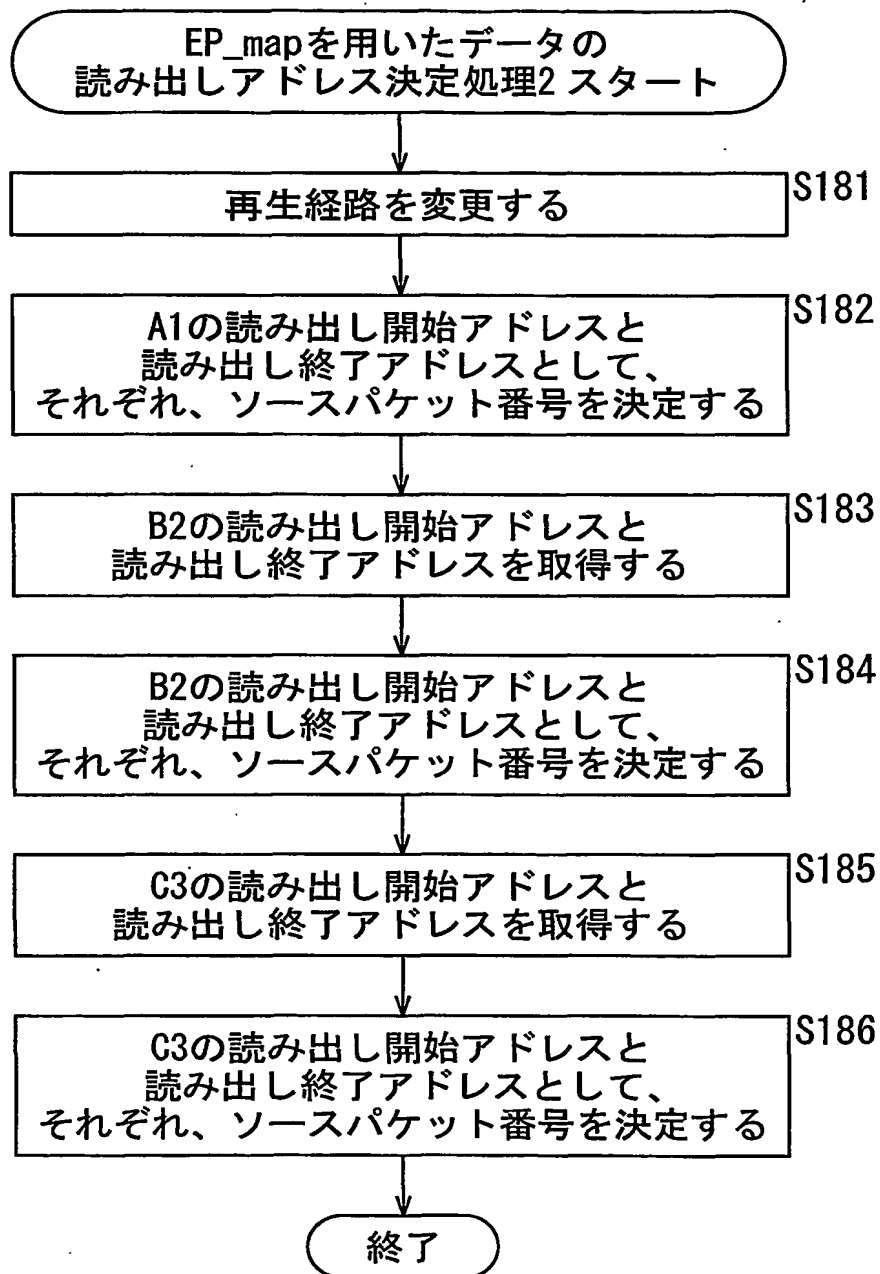 EP_mapを用いたデータの
読み出しアドレス決定処理2 スタート
再生経路を変更する
S181
A1の読み出し開始アドレスと
読み出し終了アドレスとして、
それぞれ、ソースパケット番号を決定する
S182
B2の読み出し開始アドレスと
読み出し終了アドレスを取得する
S183
B2の読み出し開始アドレスと
読み出し終了アドレスとして、
それぞれ、ソースパケット番号を決定する
S184
C3の読み出し開始アドレスと
読み出し終了アドレスを取得する
S185
C3の読み出し開始アドレスと
読み出し終了アドレスとして、
それぞれ、ソースパケット番号を決定する
S186
終了